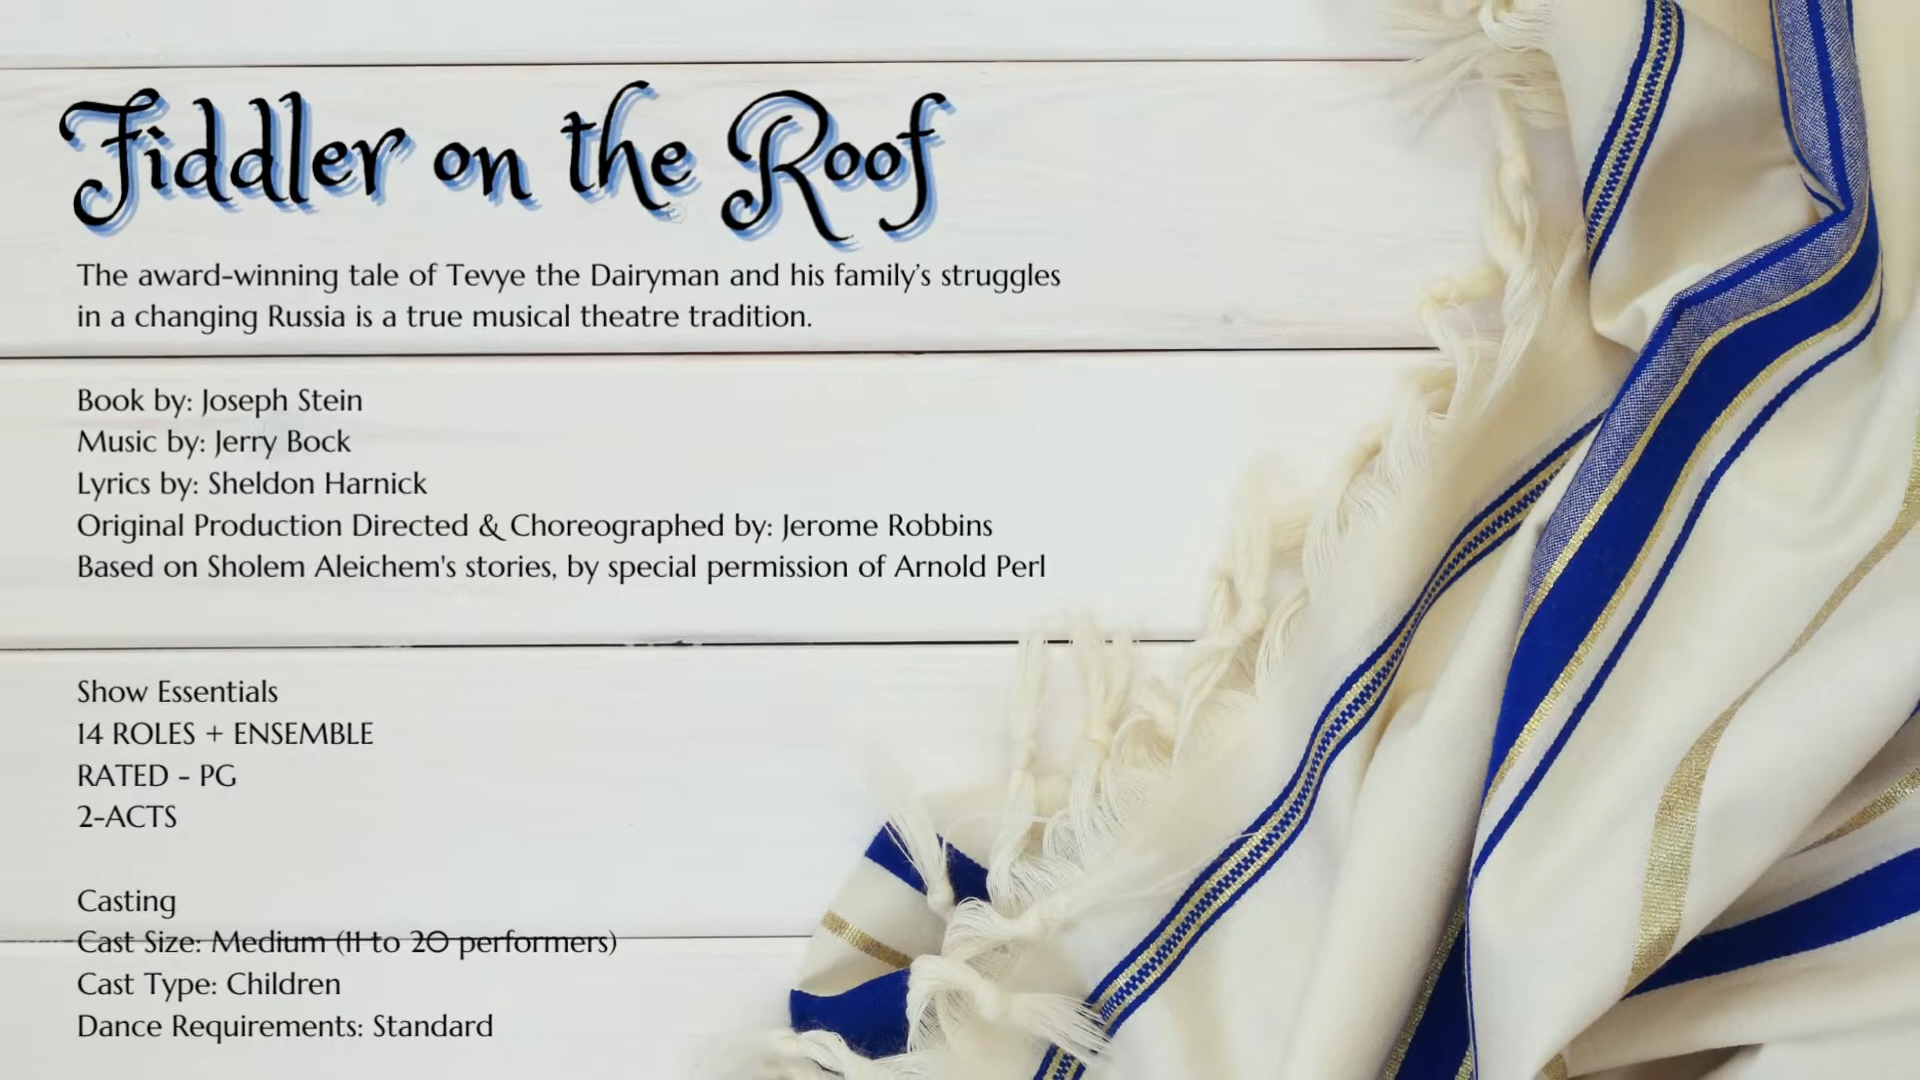 Fiddler on the Roof
The award-winning tale of Tevye the Dairyman and his family’s struggles
in a changing Russia is a true musical theatre tradition.
Book by: Joseph Stein
Music by: Jerry Bock
Lyrics by: Sheldon Harnick
Original Production Directed & Choreographed by: Jerome Robbins
Based on Sholem Aleichem's stories, by special permission of Arnold Perl
Show Essentials
14 ROLES + ENSEMBLE
RATED - PG
2-ACTS
Casting
Cast Size: Medium (11 to 20 performers)
Cast Type: Children
Dance Requirements: Standard